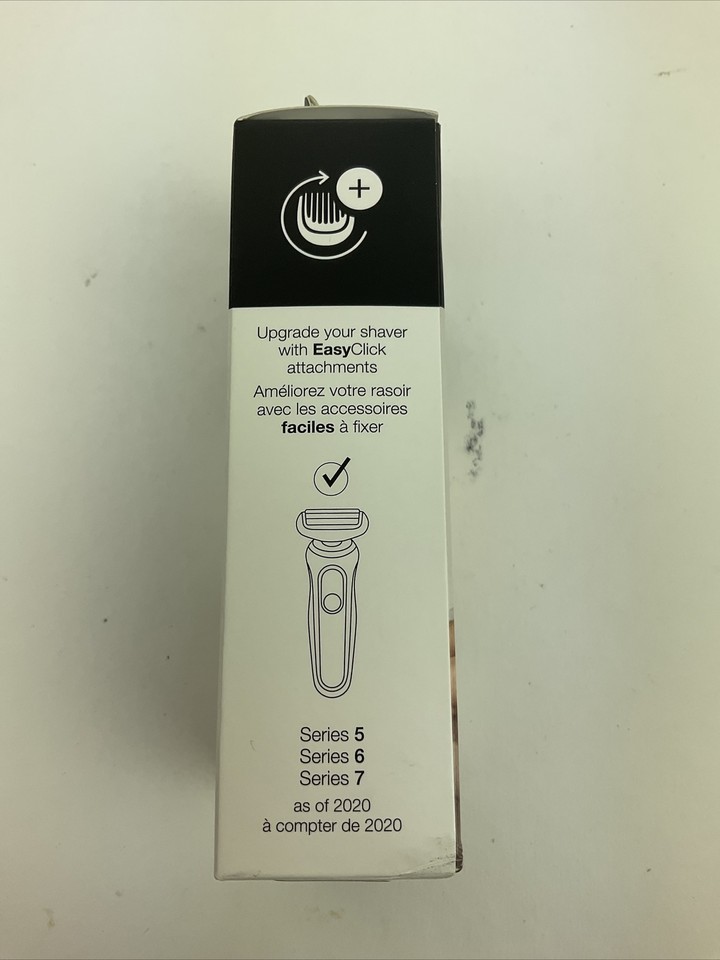 Upgrade your shaver
with EasyClick
attachments
Améliorez votre rasoir
avec les accessoires
faciles à fixer
Series 5
Series 6
Series 7
as of 2020
à compter de 2020